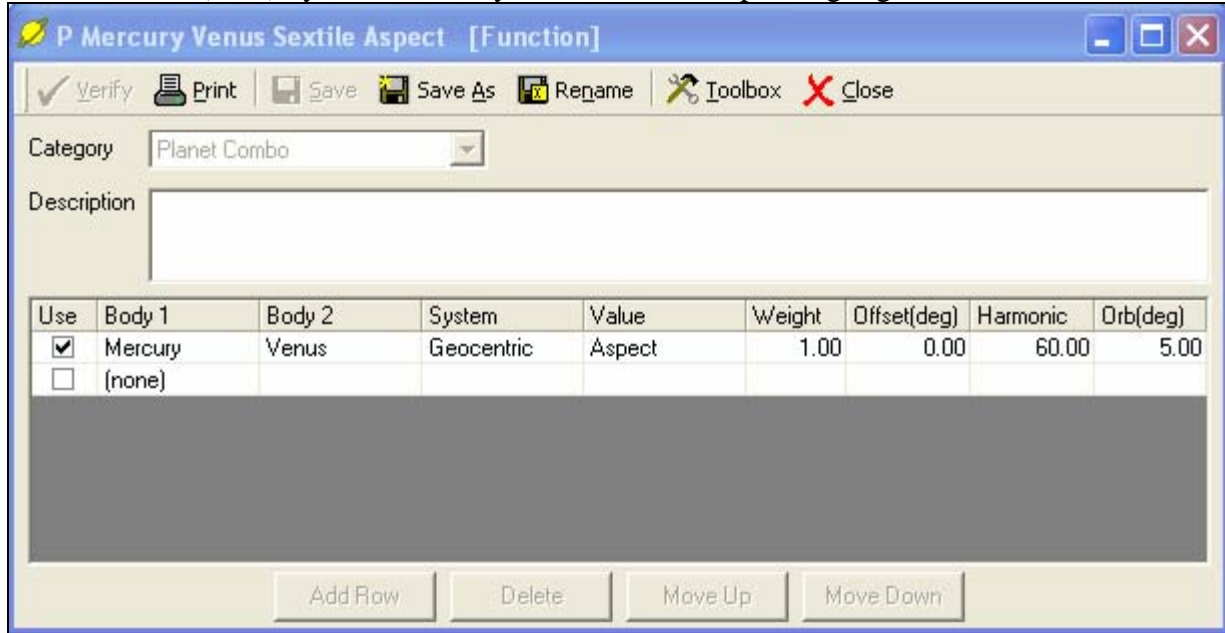 P Mercury Venus Sextile Aspect [Function]
Verify Print Save Save As Rename Toolbox Close
Category Planet Combo
Description
Use Body 1 Body 2 System Value Weight Offset(deg) Harmonic Orb(deg)
Mercury Venus Geocentric Aspect 1.00 0.00 60.00 5.00
(none)
Add Row Delete Move Up Move Down